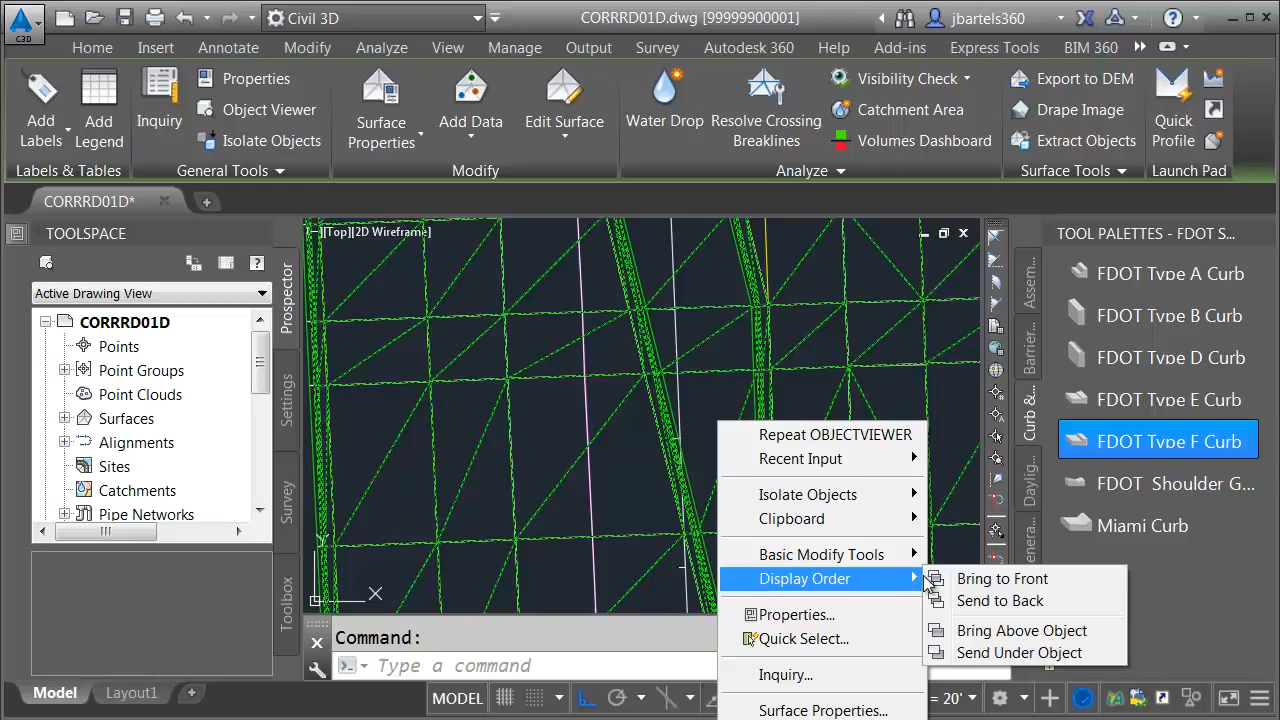 Civil 3D
CORRRD01D.dwg [99999900001]
jbartels360
C3D
Home Insert Annotate Modify Analyze View Manage Output Survey Autodesk 360 Help Add-ins Express Tools BIM 360
Add Labels
Add Legend
Inquiry
Properties
Object Viewer
Isolate Objects
Surface Properties
Add Data
Edit Surface
Water Drop
Resolve Crossing Breaklines
Visibility Check
Catchment Area
Volumes Dashboard
Export to DEM
Drape Image
Extract Objects
Quick Profile
Labels & Tables
General Tools
Modify
Analyze
Surface Tools
Launch Pad
CORRRD01D*
TOOLSPACE
Active Drawing View
CORRRD01D
Points
Point Groups
Point Clouds
Surfaces
Alignments
Sites
Catchments
Pipe Networks
Prospector
Settings
Survey
Toolbox
[−][Top][2D Wireframe]
Y
X
Repeat OBJECTVIEWER
Recent Input
Isolate Objects
Clipboard
Basic Modify Tools
Display Order
Properties...
Quick Select...
Inquiry...
Surface Properties...
Bring to Front
Send to Back
Bring Above Object
Send Under Object
TOOL PALETTES - FDOT S...
Assem...
Barrier...
Curb &...
Daylig...
Genera...
FDOT Type A Curb
FDOT Type B Curb
FDOT Type D Curb
FDOT Type E Curb
FDOT Type F Curb
FDOT Shoulder G...
Miami Curb
Command:
Type a command
Model Layout1
MODEL
= 20'